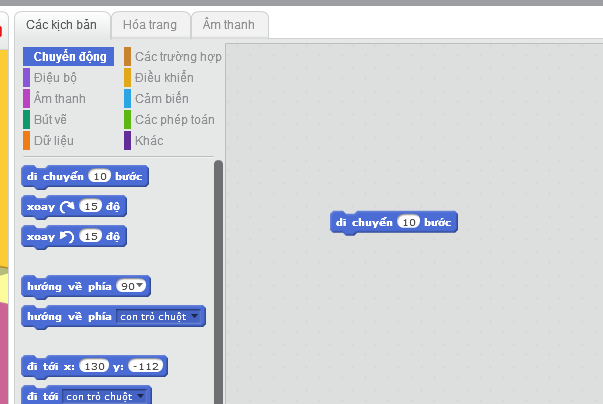 Các kịch bản Hóa trang Âm thanh
Chuyển động Các trường hợp
Điệu bộ Điều khiển
Âm thanh Cảm biến
Bút vẽ Các phép toán
Dữ liệu Khác
di chuyển 10 bước
xoay 15 độ
di chuyển 10 bước
xoay 15 độ
hướng về phía 90
hướng về phía con trỏ chuột
đi tới x: 130 y: -112
đi tới con trỏ chuột